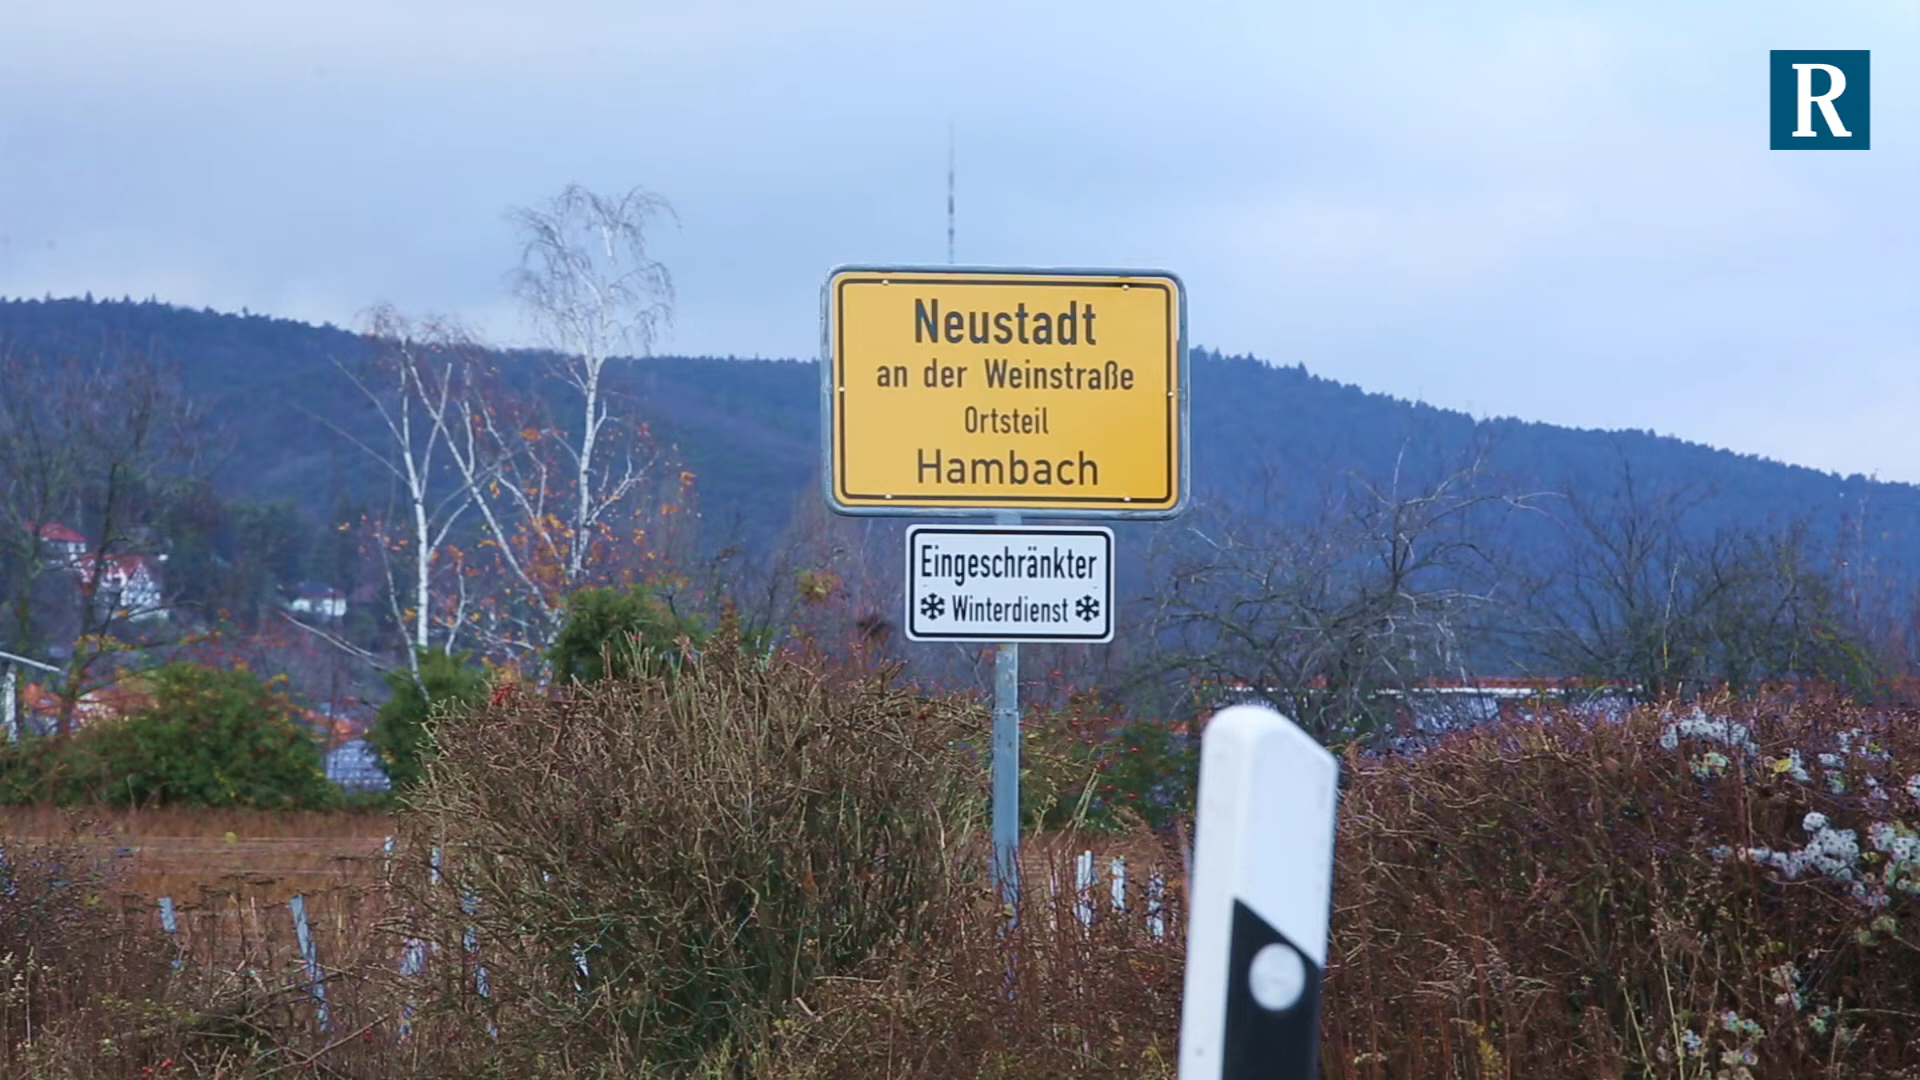 R
Neustadt
an der Weinstraße
Ortsteil
Hambach
Eingeschränkter
Winterdienst